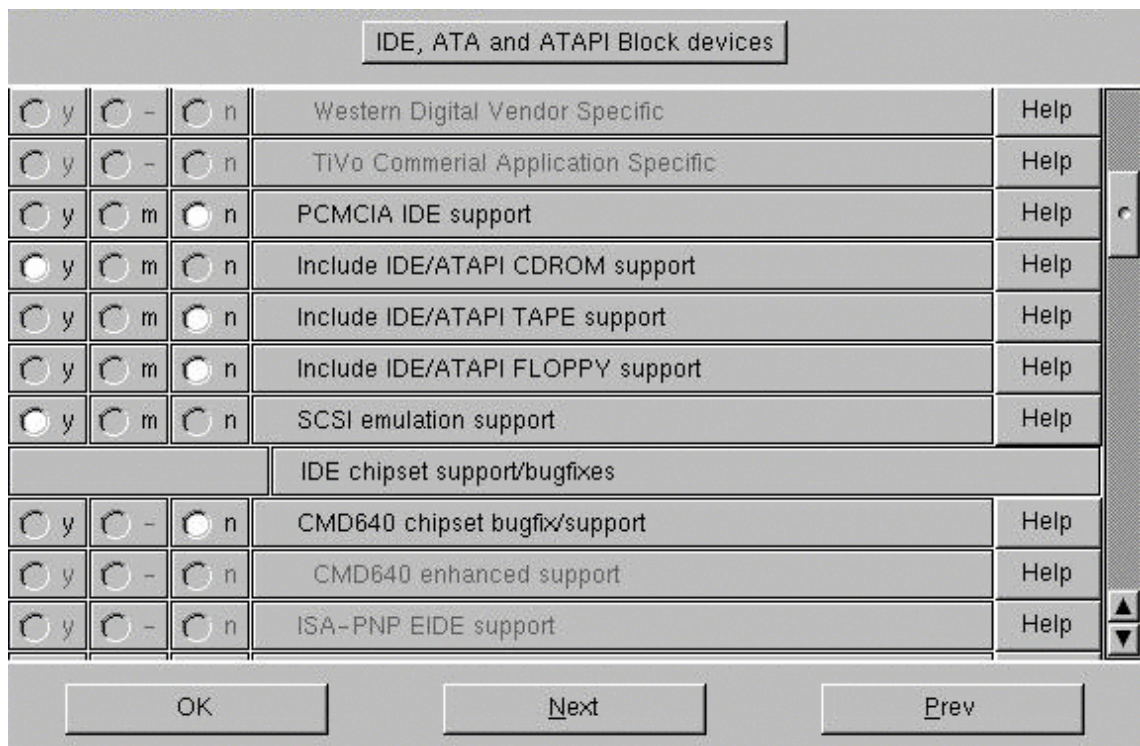 IDE, ATA and ATAPI Block devices
y - n Western Digital Vendor Specific Help
y - n TiVo Commerial Application Specific Help
y m n PCMCIA IDE support Help
y m n Include IDE/ATAPI CDROM support Help
y m n Include IDE/ATAPI TAPE support Help
y m n Include IDE/ATAPI FLOPPY support Help
y m n SCSI emulation support Help
IDE chipset support/bugfixes
y - n CMD640 chipset bugfix/support Help
y - n CMD640 enhanced support Help
y - n ISA-PNP EIDE support Help
OK Next Prev